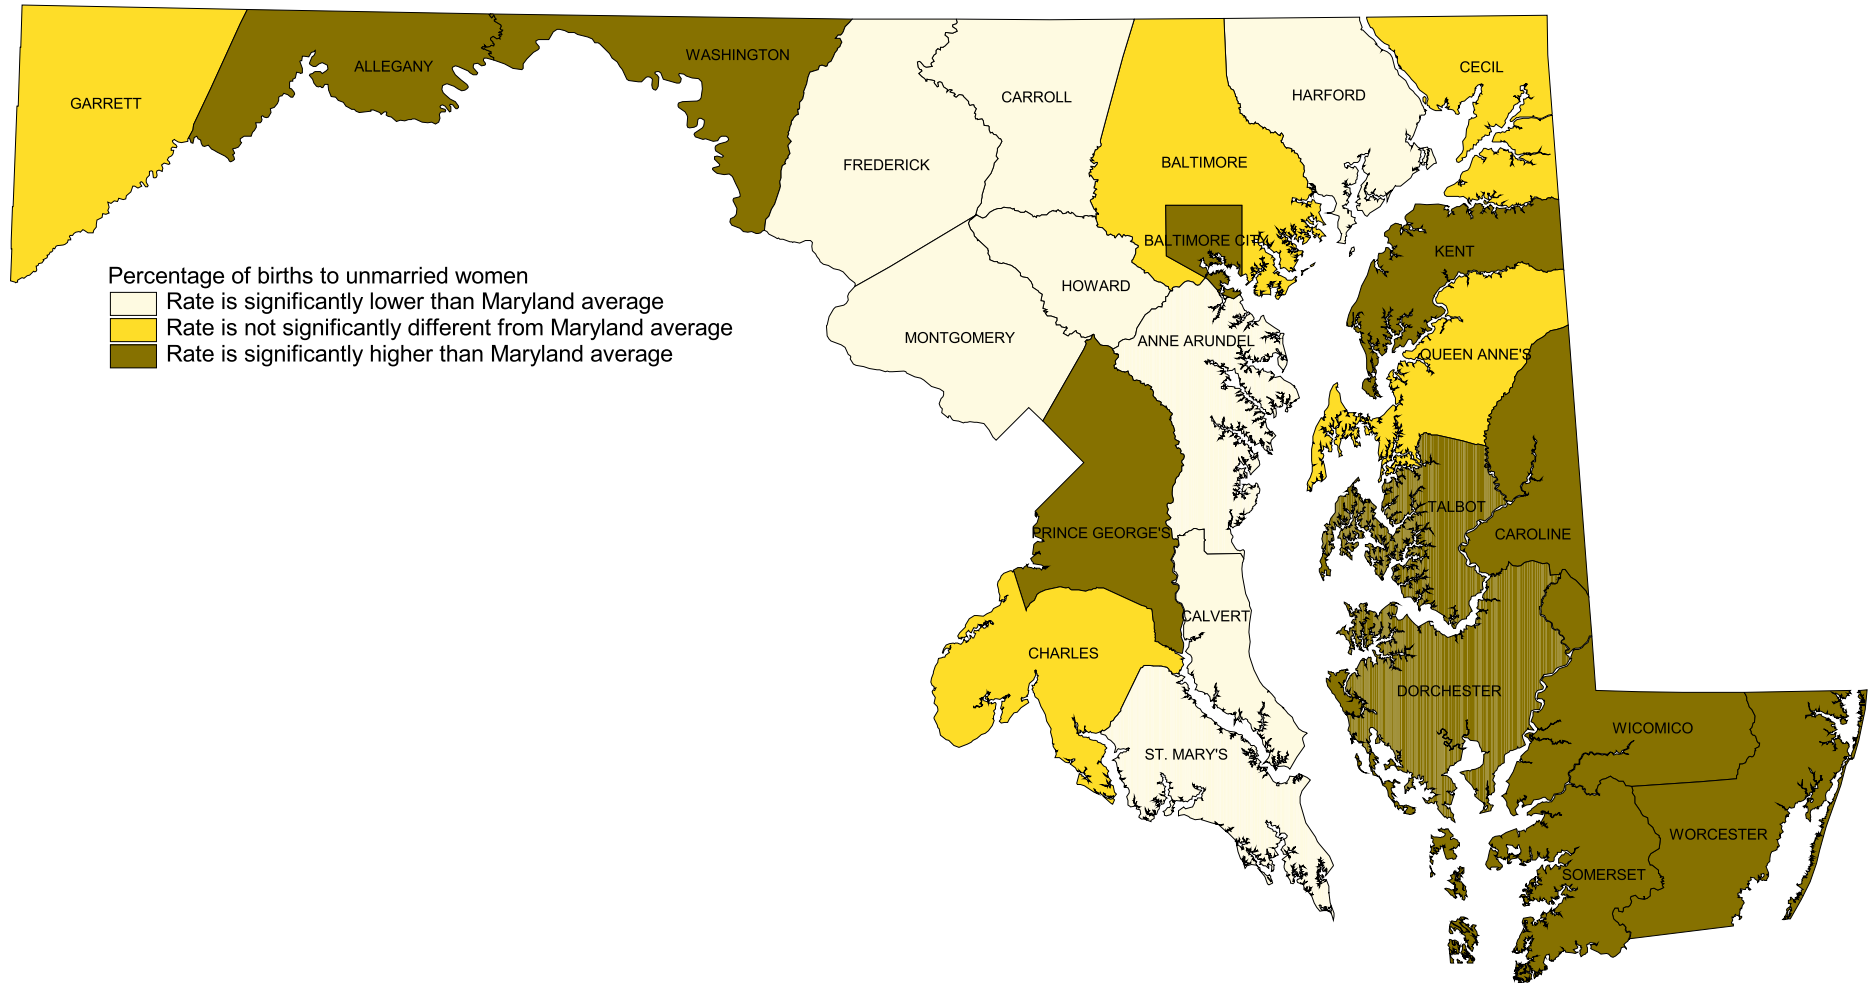 WASHINGTON
ALLEGANY
CECIL
GARRETT
CARROLL
HARFORD
FREDERICK
BALTIMORE
BALTIMORE CITY
KENT
Percentage of births to unmarried women
Rate is significantly lower than Maryland average
Rate is not significantly different from Maryland average
Rate is significantly higher than Maryland average
HOWARD
MONTGOMERY
ANNE ARUNDEL
QUEEN ANNE'S
TALBOT
PRINCE GEORGE'S
CAROLINE
CALVERT
CHARLES
DORCHESTER
WICOMICO
ST. MARY'S
WORCESTER
SOMERSET